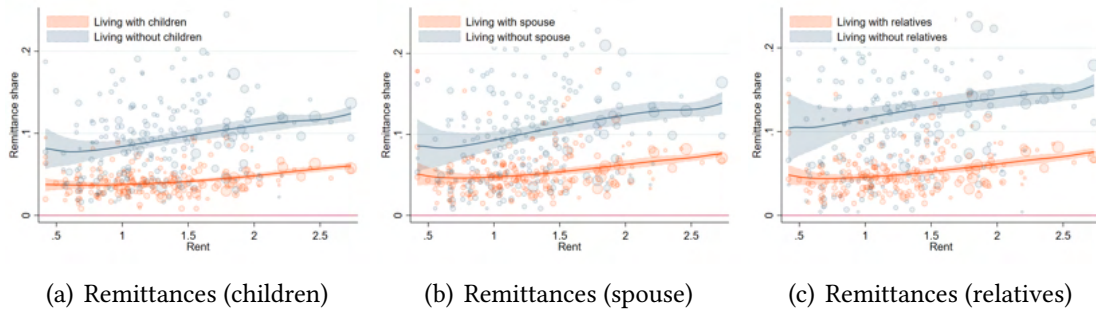 Living with children
Living without children
.2
.1
0
Remittance share
.5
1
1.5
2
2.5
Rent
(a) Remittances (children)
Living with spouse
Living without spouse
.2
.1
0
Remittance share
.5
1
1.5
2
2.5
Rent
(b) Remittances (spouse)
Living with relatives
Living without relatives
.2
.1
0
Remittance share
.5
1
1.5
2
2.5
Rent
(c) Remittances (relatives)